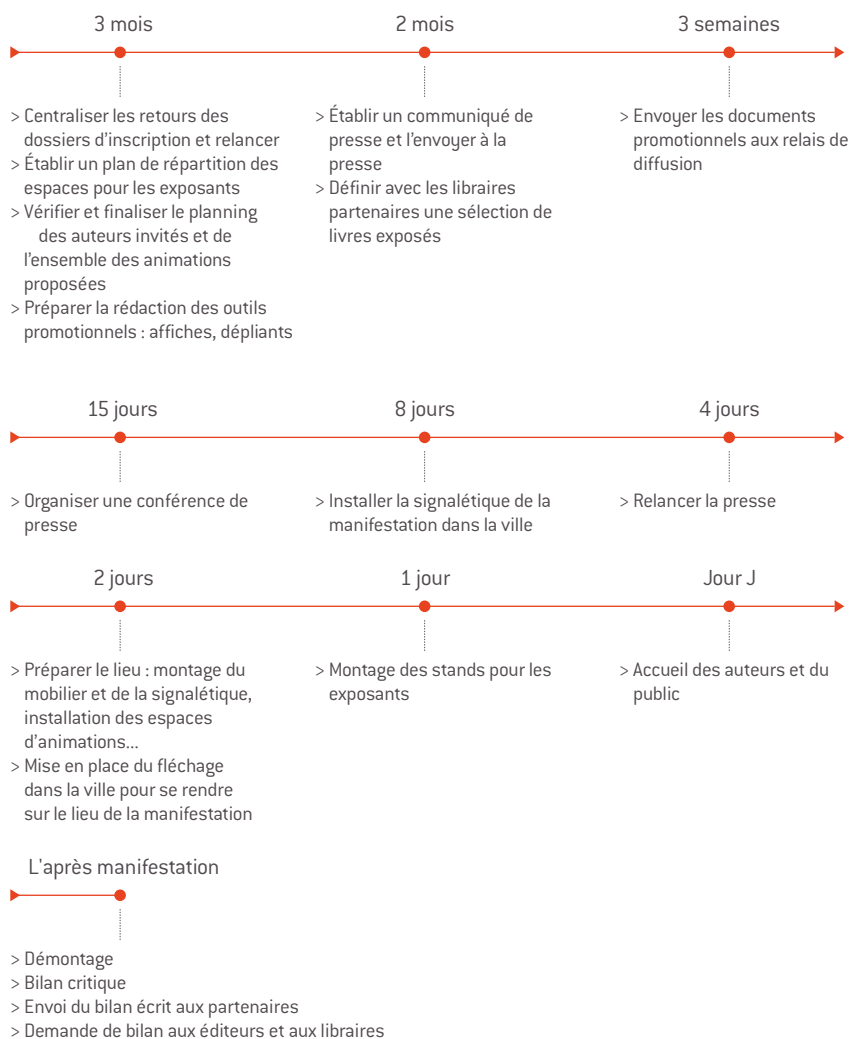 3 mois
2 mois
3 semaines
> Centraliser les retours des
dossiers d'inscription et relancer
> Établir un plan de répartition des
espaces pour les exposants
> Vérifier et finaliser le planning
des auteurs invités et de
l'ensemble des animations
proposées
> Préparer la rédaction des outils
promotionnels : affiches, dépliants
> Établir un communiqué de
presse et l'envoyer à la
presse
> Définir avec les libraires
partenaires une sélection de
livres exposés
> Envoyer les documents
promotionnels aux relais de
diffusion
15 jours
8 jours
4 jours
> Organiser une conférence de
presse
> Installer la signalétique de la
manifestation dans la ville
> Relancer la presse
2 jours
1 jour
Jour J
> Préparer le lieu : montage du
mobilier et de la signalétique,
installation des espaces
d'animations...
> Mise en place du fléchage
dans la ville pour se rendre
sur le lieu de la manifestation
> Montage des stands pour les
exposants
> Accueil des auteurs et du
public
L'après manifestation
> Démontage
> Bilan critique
> Envoi du bilan écrit aux partenaires
> Demande de bilan aux éditeurs et aux libraires